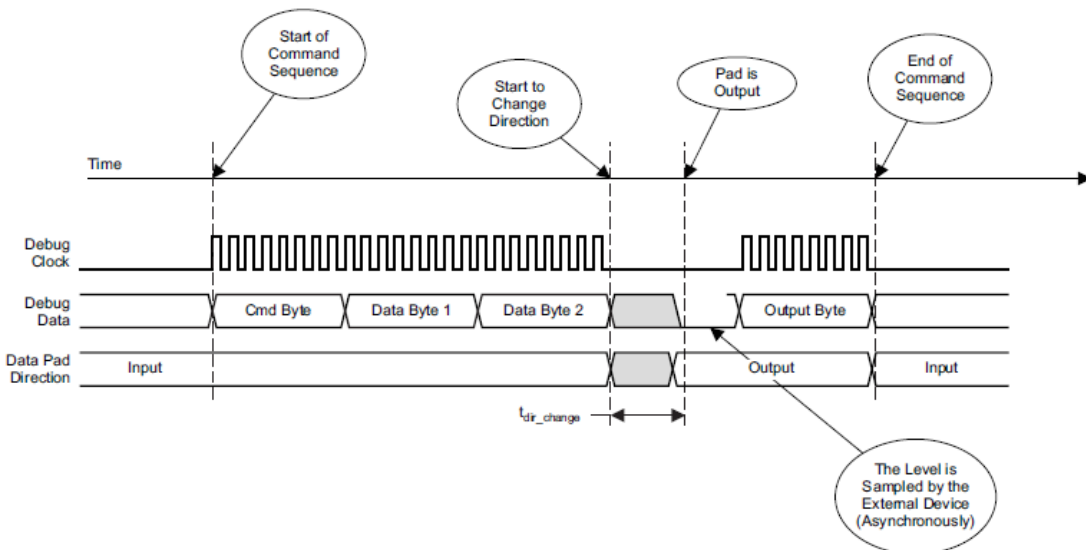 Start of
Command
Sequence
Start to
Change
Direction
Pad is
Output
End of
Command
Sequence
Time
Debug
Clock
Debug
Data
Cmd Byte
Data Byte 1
Data Byte 2
Output Byte
Data Pad
Direction
Input
Output
Input
tdir_change
The Level is
Sampled by the
External Device
(Asynchronously)